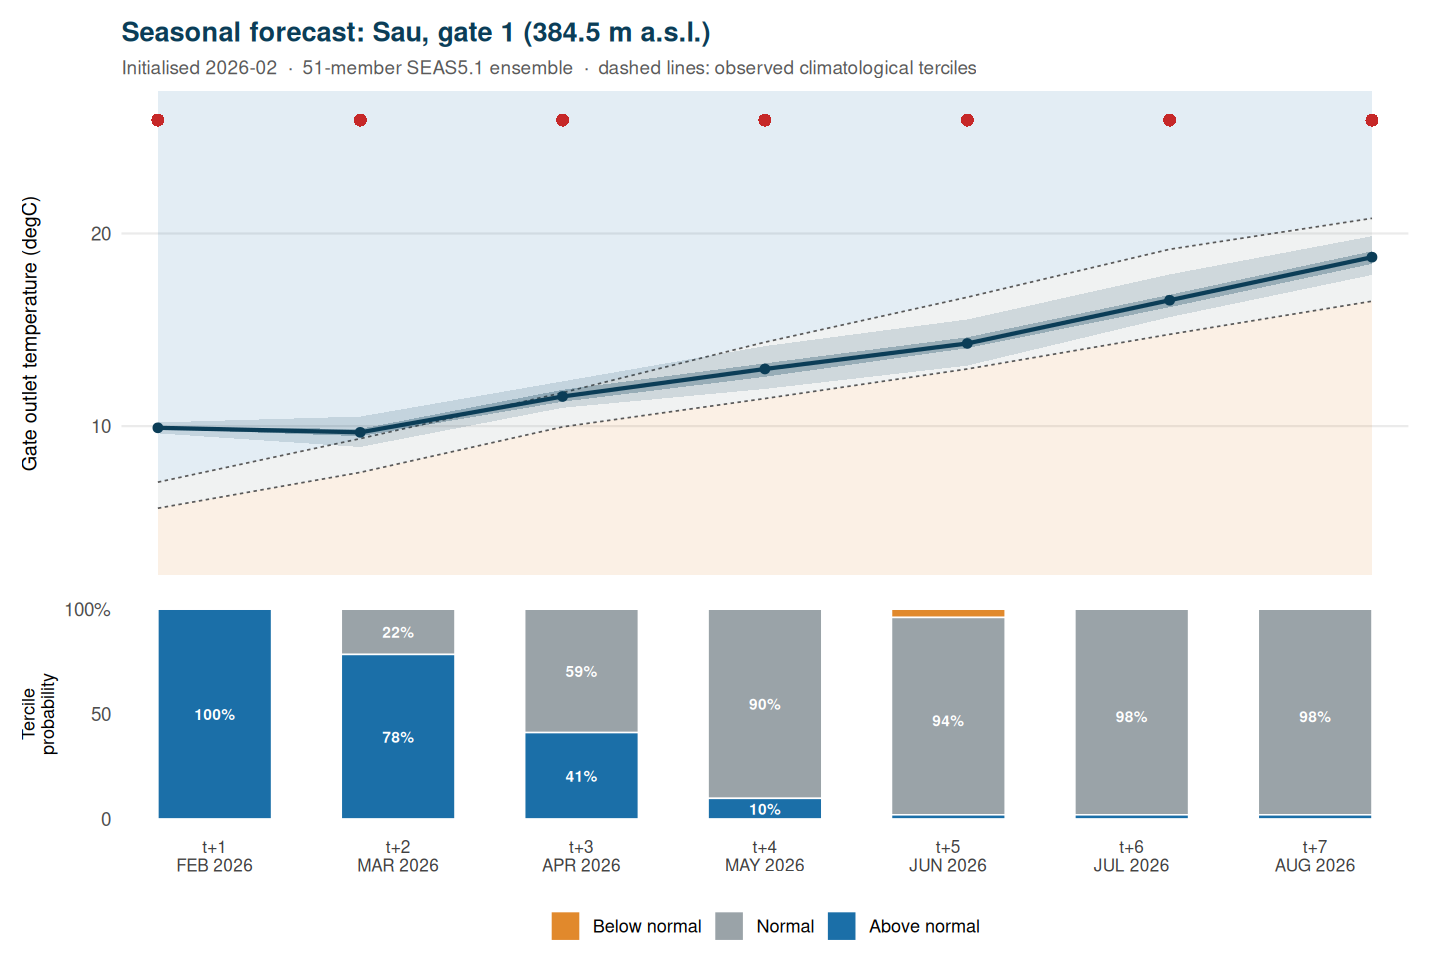 Seasonal forecast: Sau, gate 1 (384.5 m a.s.l.)
Initialised 2026-02 · 51-member SEAS5.1 ensemble · dashed lines: observed climatological terciles
Gate outlet temperature (degC)
20
10
Tercile
probability
100%
50
0
100%
22%
78%
59%
41%
90%
10%
94%
98%
98%
t+1
FEB 2026
t+2
MAR 2026
t+3
APR 2026
t+4
MAY 2026
t+5
JUN 2026
t+6
JUL 2026
t+7
AUG 2026
Below normal
Normal
Above normal